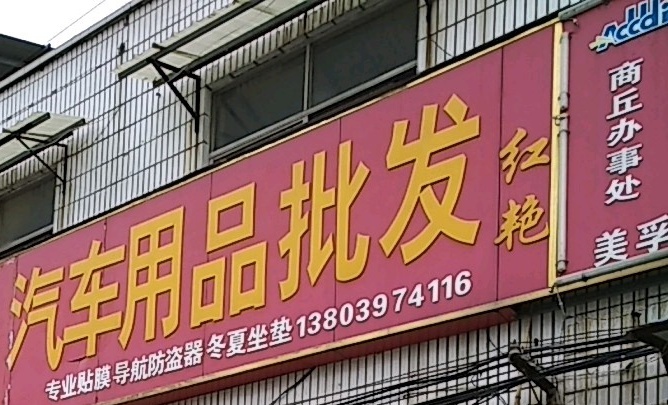 汽车用品批发
红艳
专业贴膜 导航防盗器 冬夏坐垫 13803974116
商丘办事处
美孚